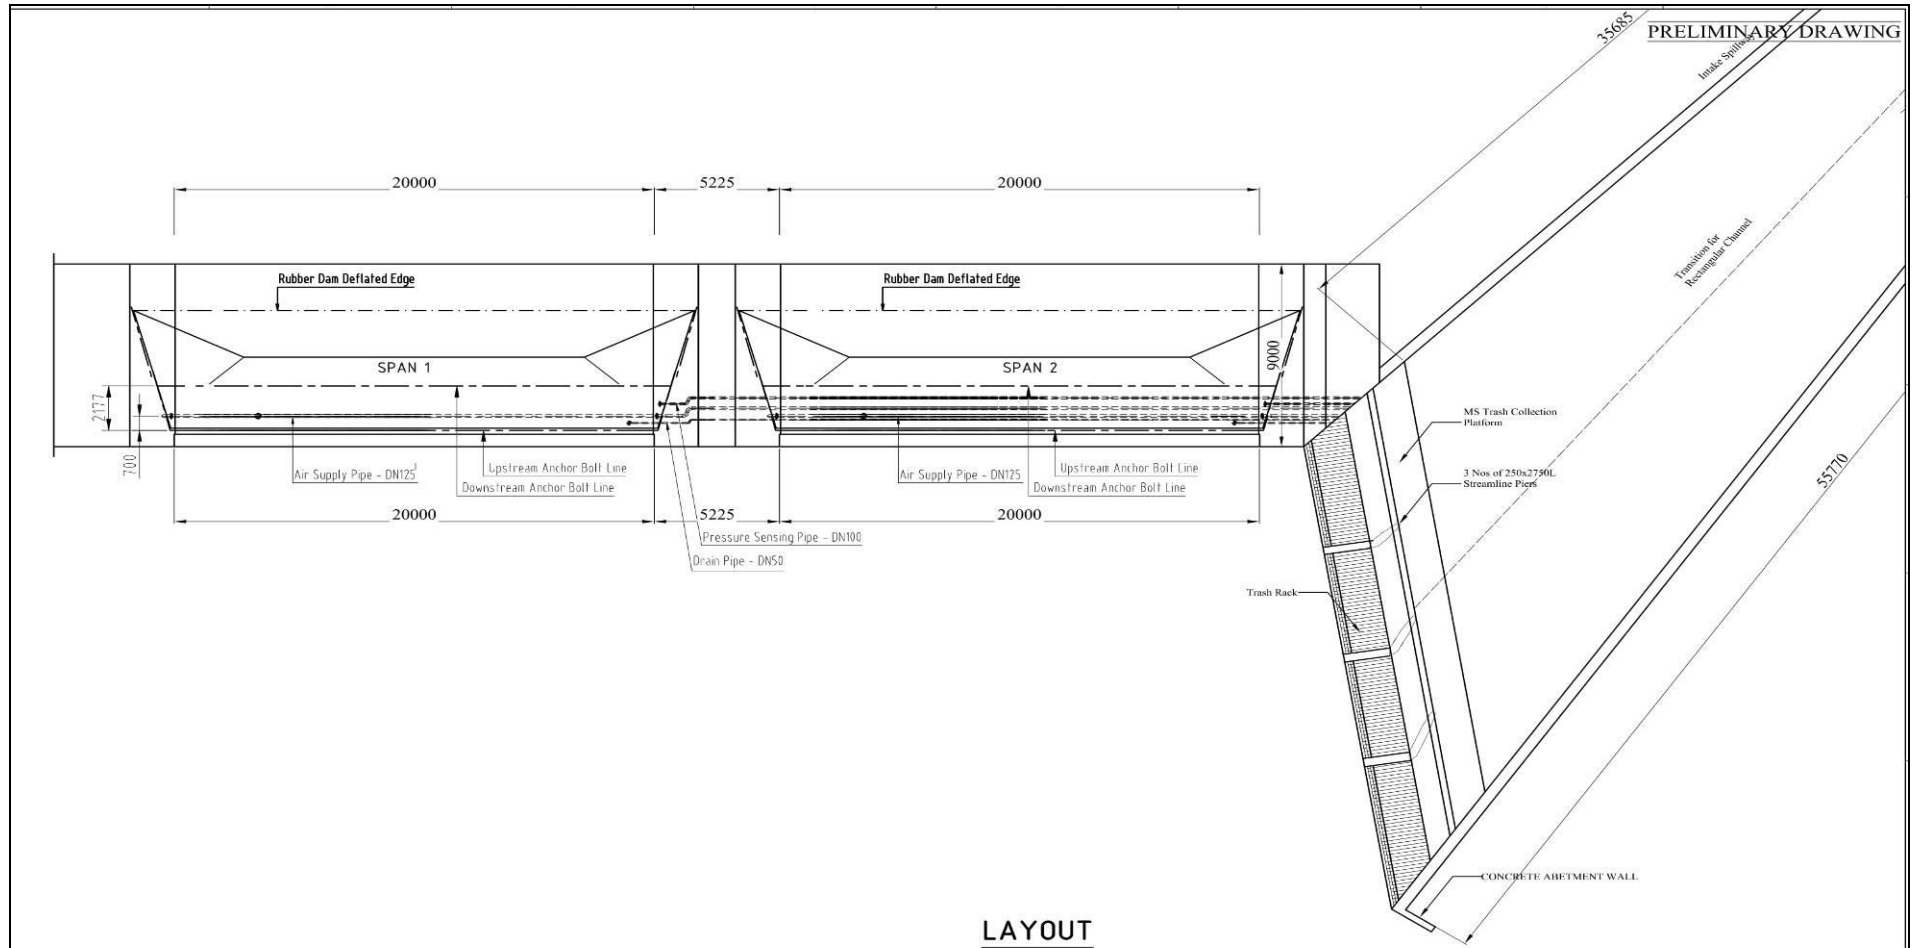 PRELIMINARY DRAWING
35685
Intake Spillway
20000
5225
20000
Transition for
Rectangular Channel
Rubber Dam Deflated Edge
Rubber Dam Deflated Edge
SPAN 1
SPAN 2
9000
2177
700
MS Trash Collection
Platform
Air Supply Pipe - DN125
Upstream Anchor Bolt Line
Downstream Anchor Bolt Line
Air Supply Pipe - DN125
Upstream Anchor Bolt Line
Downstream Anchor Bolt Line
3 Nos of 250x2750L
Streamline Piers
55770
20000
5225
20000
Pressure Sensing Pipe - DN100
Drain Pipe - DN50
Trash Rack
CONCRETE ABETMENT WALL
LAYOUT